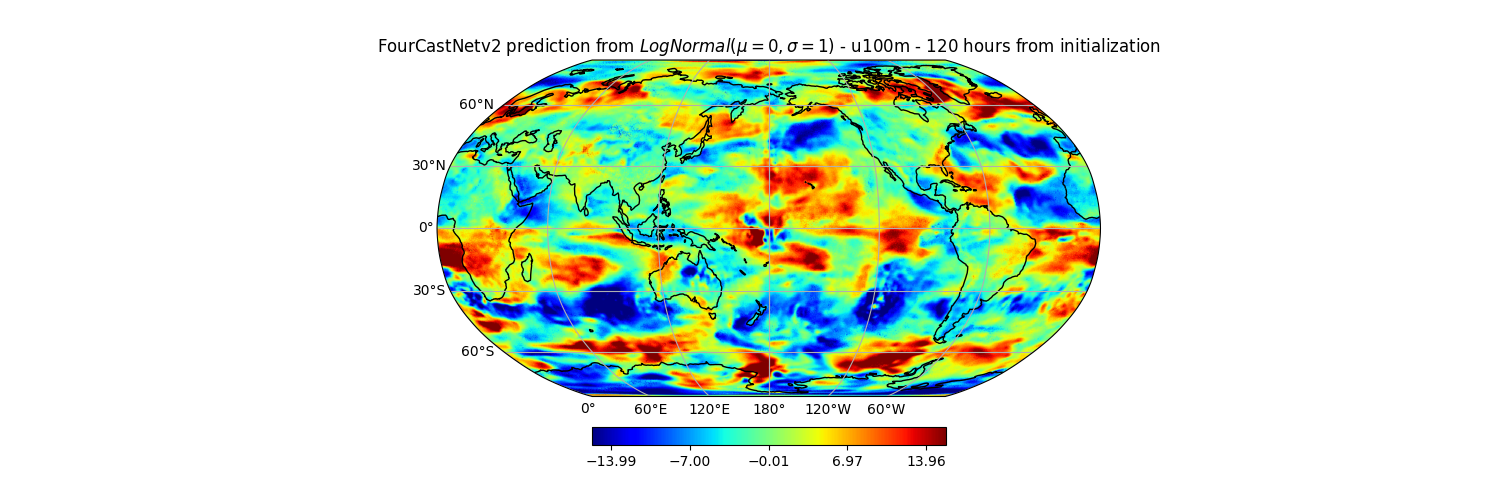 FourCastNetv2 prediction from LogNormal(μ = 0, σ = 1) - u100m - 120 hours from initialization
60°N
30°N
0°
30°S
60°S
0° 60°E 120°E 180° 120°W 60°W
−13.99 −7.00 −0.01 6.97 13.96